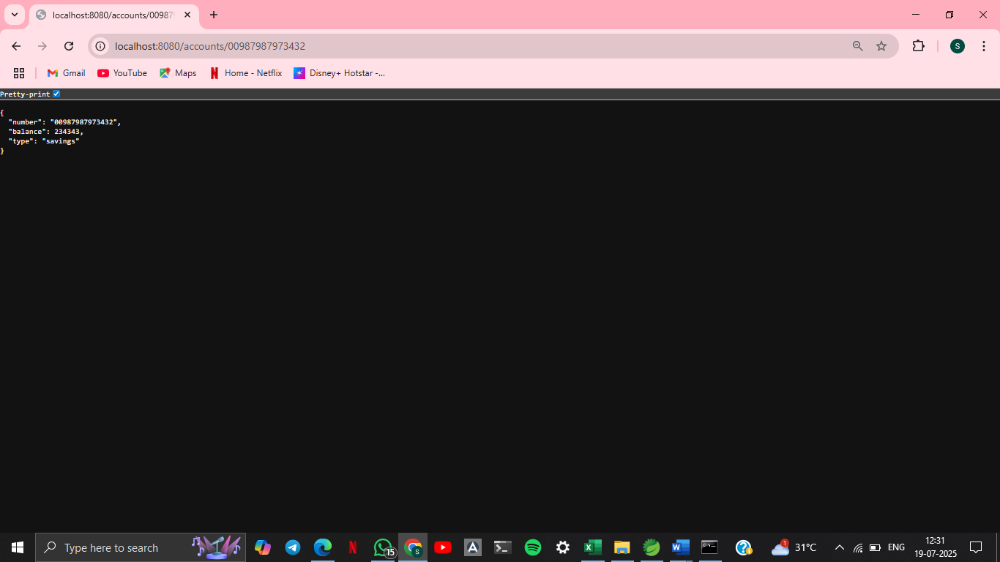 localhost:8080/accounts/00987
localhost:8080/accounts/00987987973432
S
Gmail
YouTube
Maps
Home - Netflix
Disney+ Hotstar -...
Pretty-print
{
"number": "00987987973432",
"balance": 234343,
"type": "savings"
}
Type here to search
15
S
1
31°C
ENG
12:31
19-07-2025